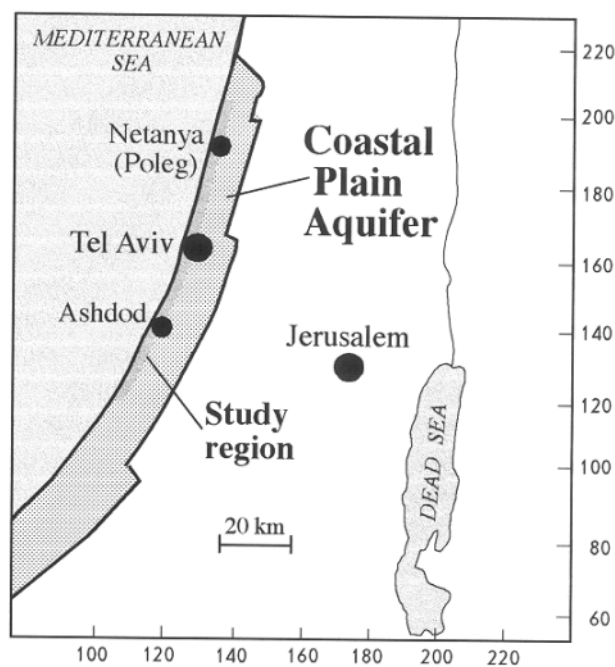 MEDITERRANEAN
SEA
Netanya
(Poleg)
Coastal
Plain
Aquifer
Tel Aviv
Ashdod
Jerusalem
Study
region
20 km
DEAD SEA
220
200
180
160
140
120
100
80
60
100
120
140
160
180
200
220